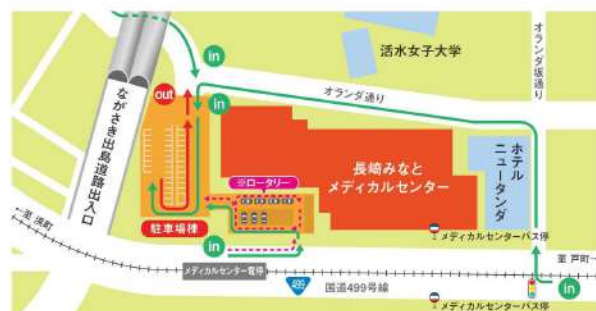 in
活水女子大学
オランダ坂通り
オランダ通り
out
in
ながさき出島道路出入口
長崎みなと
メディカルセンター
ホテル
ニュータンダ
※ロータリー
駐車場棟
in
←至 浜町
メディカルセンターバス停
至 戸町→
メディカルセンター電停
499
国道499号線
メディカルセンターバス停
in